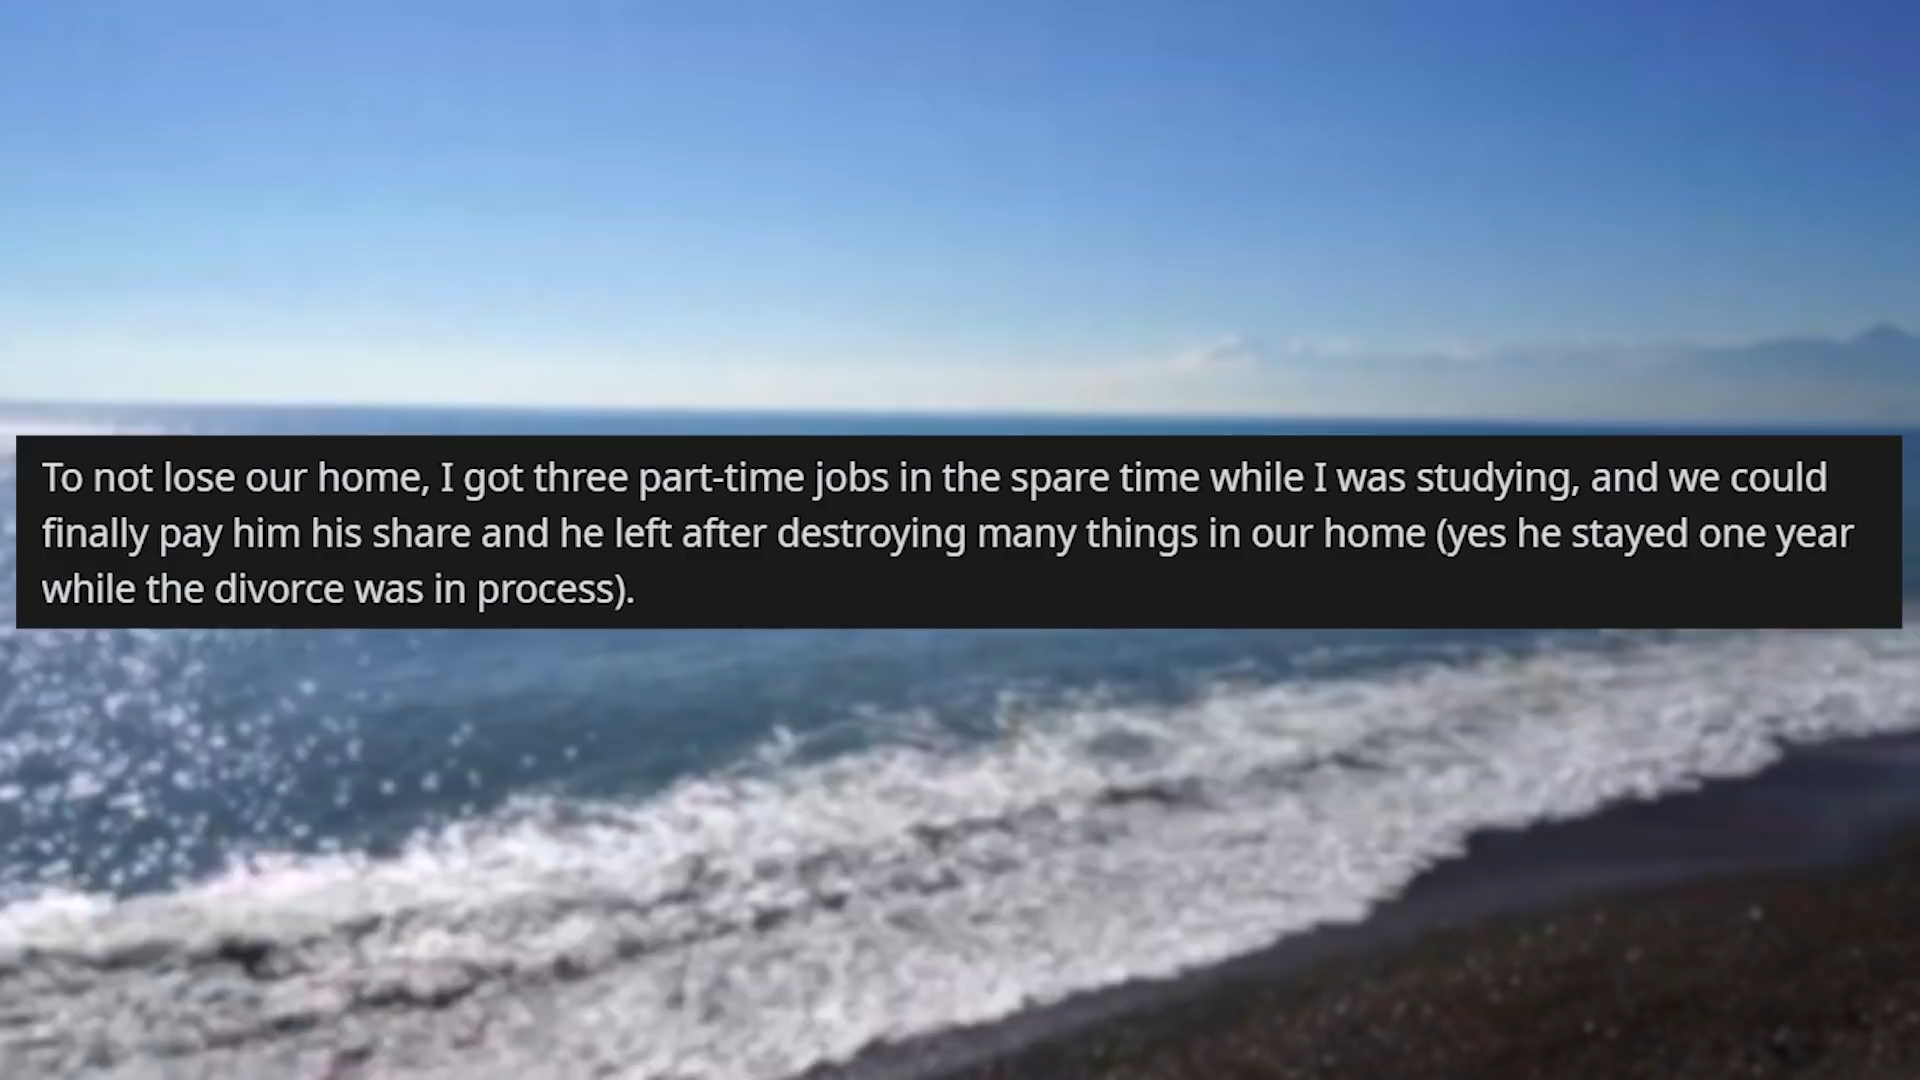 To not lose our home, I got three part-time jobs in the spare time while I was studying, and we could
finally pay him his share and he left after destroying many things in our home (yes he stayed one year
while the divorce was in process).